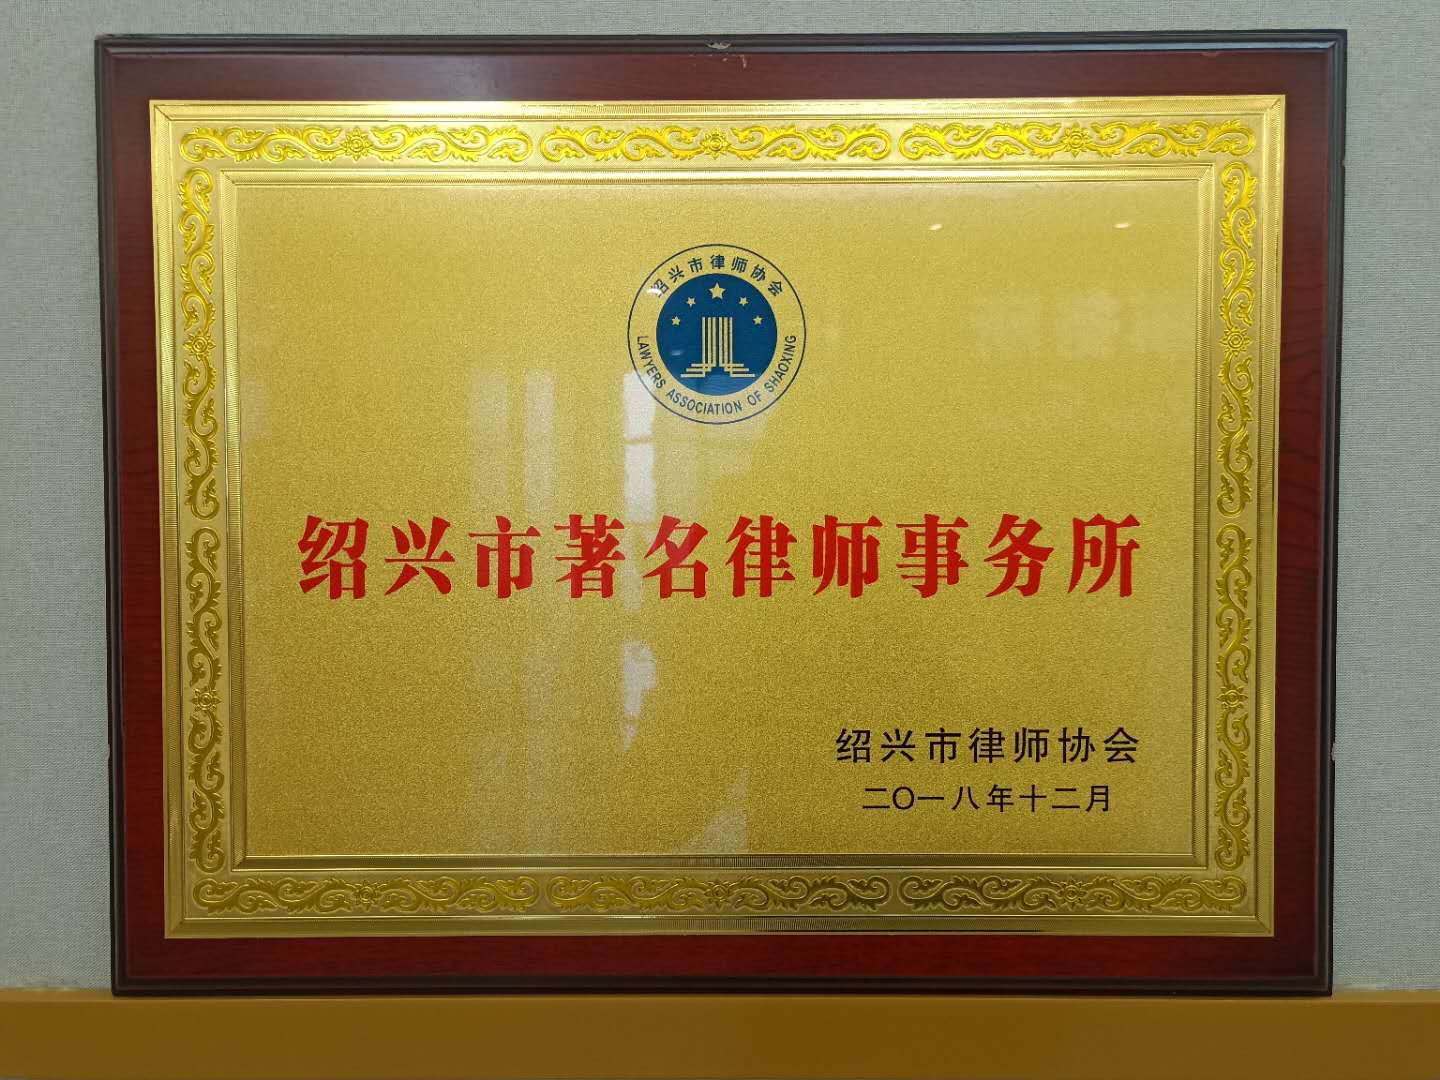 绍兴市律师协会
LAWYERS ASSOCIATION OF SHAOXING
绍兴市著名律师事务所
绍兴市律师协会
二〇一八年十二月